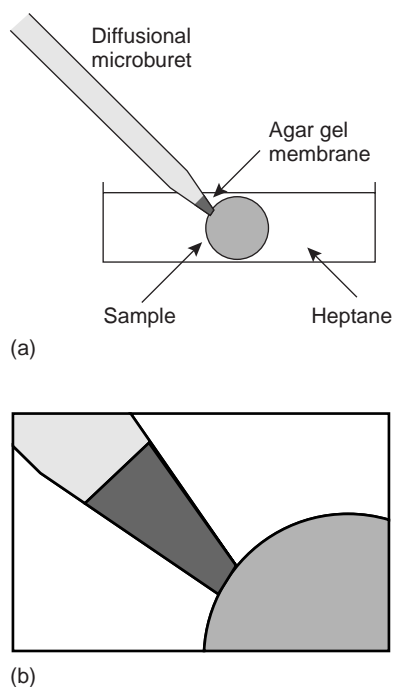 Diffusional
microburet
Agar gel
membrane
Sample
Heptane
(a)
(b)